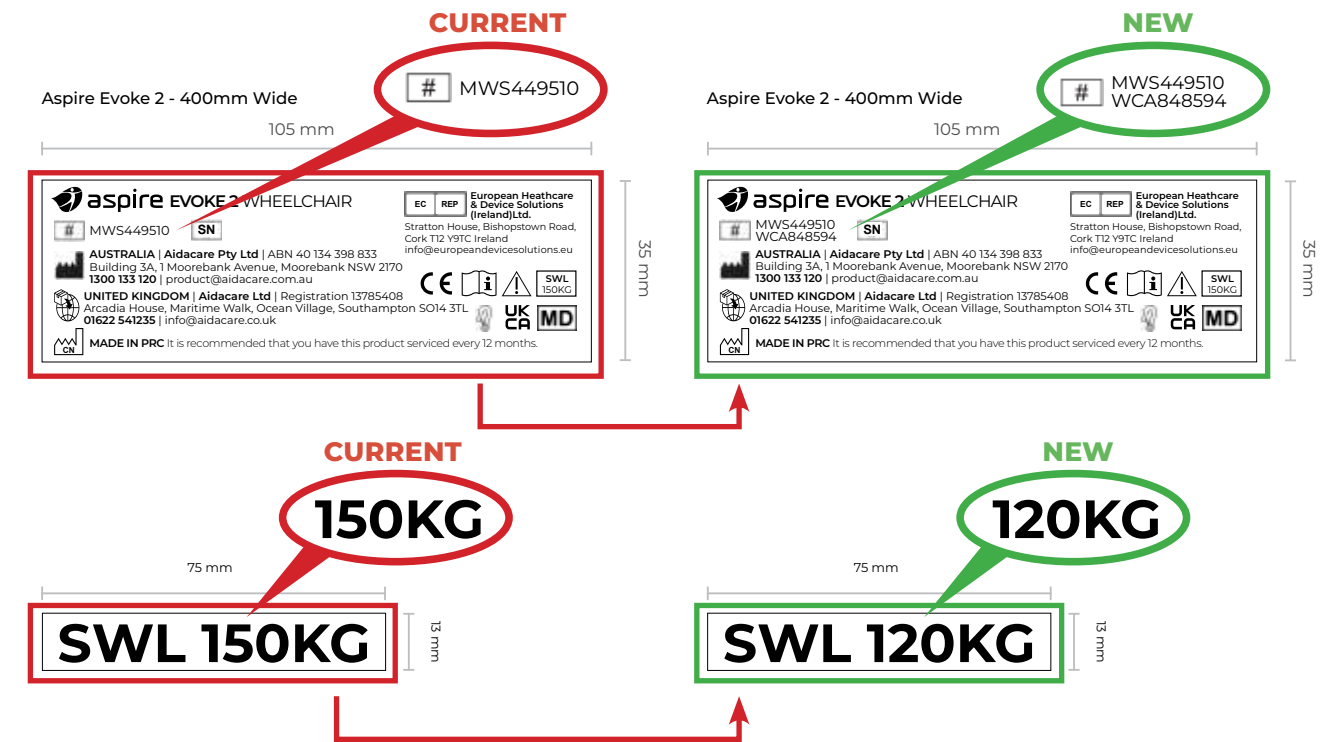 CURRENT
# MWS449510
Aspire Evoke 2 - 400mm Wide
105 mm
aspire EVOKE 2 WHEELCHAIR
# MWS449510
SN
EC REP
European Heathcare
& Device Solutions
(Ireland)Ltd.
Stratton House, Bishopstown Road,
Cork T12 Y9TC Ireland
info@europeandevicesolutions.eu
AUSTRALIA | Aidacare Pty Ltd | ABN 40 134 398 833
Building 3A, 1 Moorebank Avenue, Moorebank NSW 2170
1300 133 120 | product@aidacare.com.au
CE
i
SWL
150KG
UNITED KINGDOM | Aidacare Ltd | Registration 13785408
Arcadia House, Maritime Walk, Ocean Village, Southampton SO14 3TL
01622 541235 | info@aidacare.co.uk
UK
CA
MD
CN
MADE IN PRC It is recommended that you have this product serviced every 12 months.
35 mm
NEW
# MWS449510
WCA848594
Aspire Evoke 2 - 400mm Wide
105 mm
aspire EVOKE 2 WHEELCHAIR
# MWS449510
WCA848594
SN
EC REP
European Heathcare
& Device Solutions
(Ireland)Ltd.
Stratton House, Bishopstown Road,
Cork T12 Y9TC Ireland
info@europeandevicesolutions.eu
AUSTRALIA | Aidacare Pty Ltd | ABN 40 134 398 833
Building 3A, 1 Moorebank Avenue, Moorebank NSW 2170
1300 133 120 | product@aidacare.com.au
CE
i
SWL
150KG
UNITED KINGDOM | Aidacare Ltd | Registration 13785408
Arcadia House, Maritime Walk, Ocean Village, Southampton SO14 3TL
01622 541235 | info@aidacare.co.uk
UK
CA
MD
CN
MADE IN PRC It is recommended that you have this product serviced every 12 months.
35 mm
CURRENT
150KG
75 mm
SWL 150KG
13 mm
NEW
120KG
75 mm
SWL 120KG
13 mm